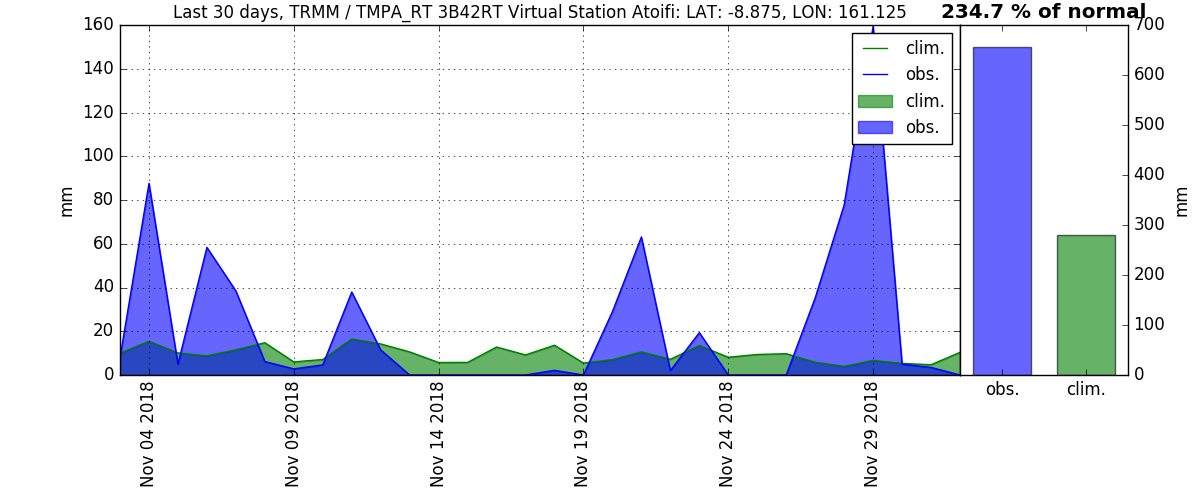 Last 30 days, TRMM / TMPA_RT 3B42RT Virtual Station Atoifi: LAT: -8.875, LON: 161.125
234.7 % of normal
160
140
120
100
80
60
40
20
0
mm
clim.
obs.
clim.
obs.
Nov 04 2018
Nov 09 2018
Nov 14 2018
Nov 19 2018
Nov 24 2018
Nov 29 2018
700
600
500
400
300
200
100
0
mm
obs.
clim.